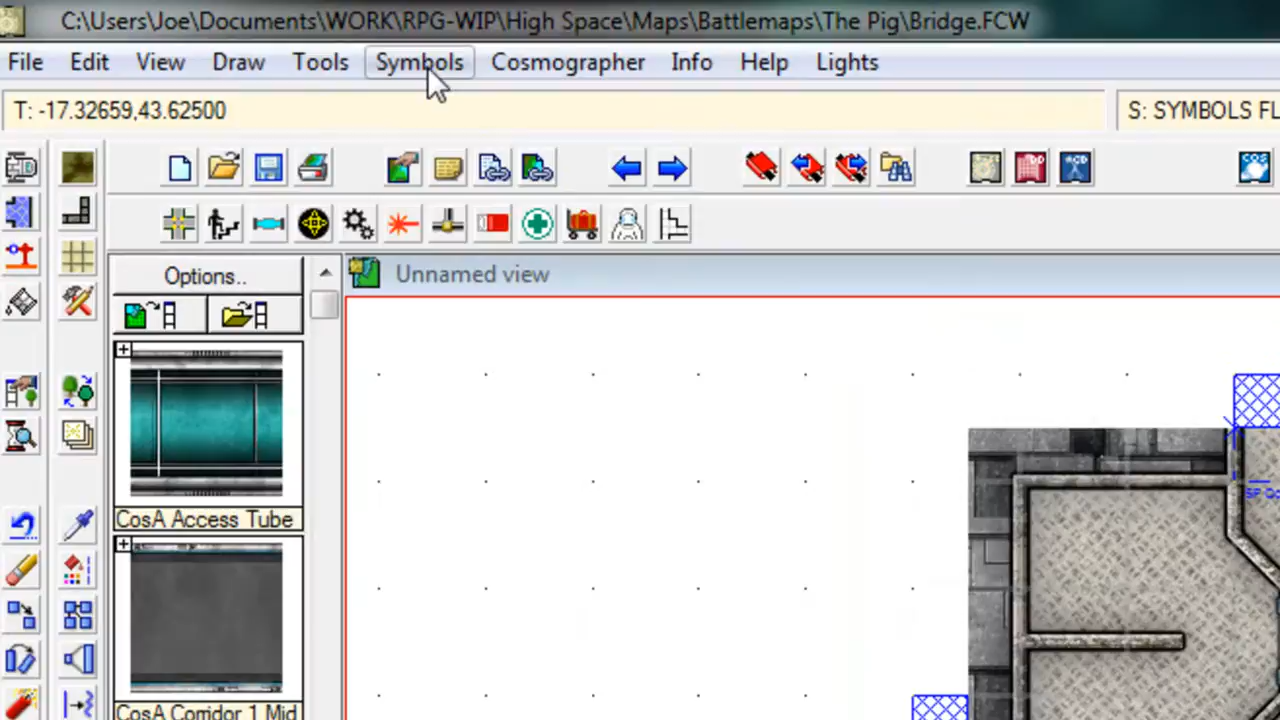 C:\Users\Joe\Documents\WORK\RPG-WIP\High Space\Maps\Battlemaps\The Pig\Bridge.FCW
File Edit View Draw Tools Symbols Cosmographer Info Help Lights
T: -17.32659,43.62500
S: SYMBOLS FL
COS
Options..
Unnamed view
CosA Access Tube
CosA Corridor 1 Mid